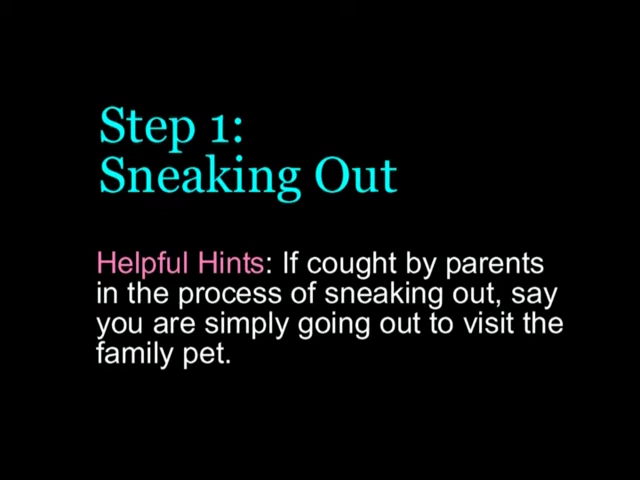 Step 1:
Sneaking Out
Helpful Hints: If cought by parents
in the process of sneaking out, say
you are simply going out to visit the
family pet.